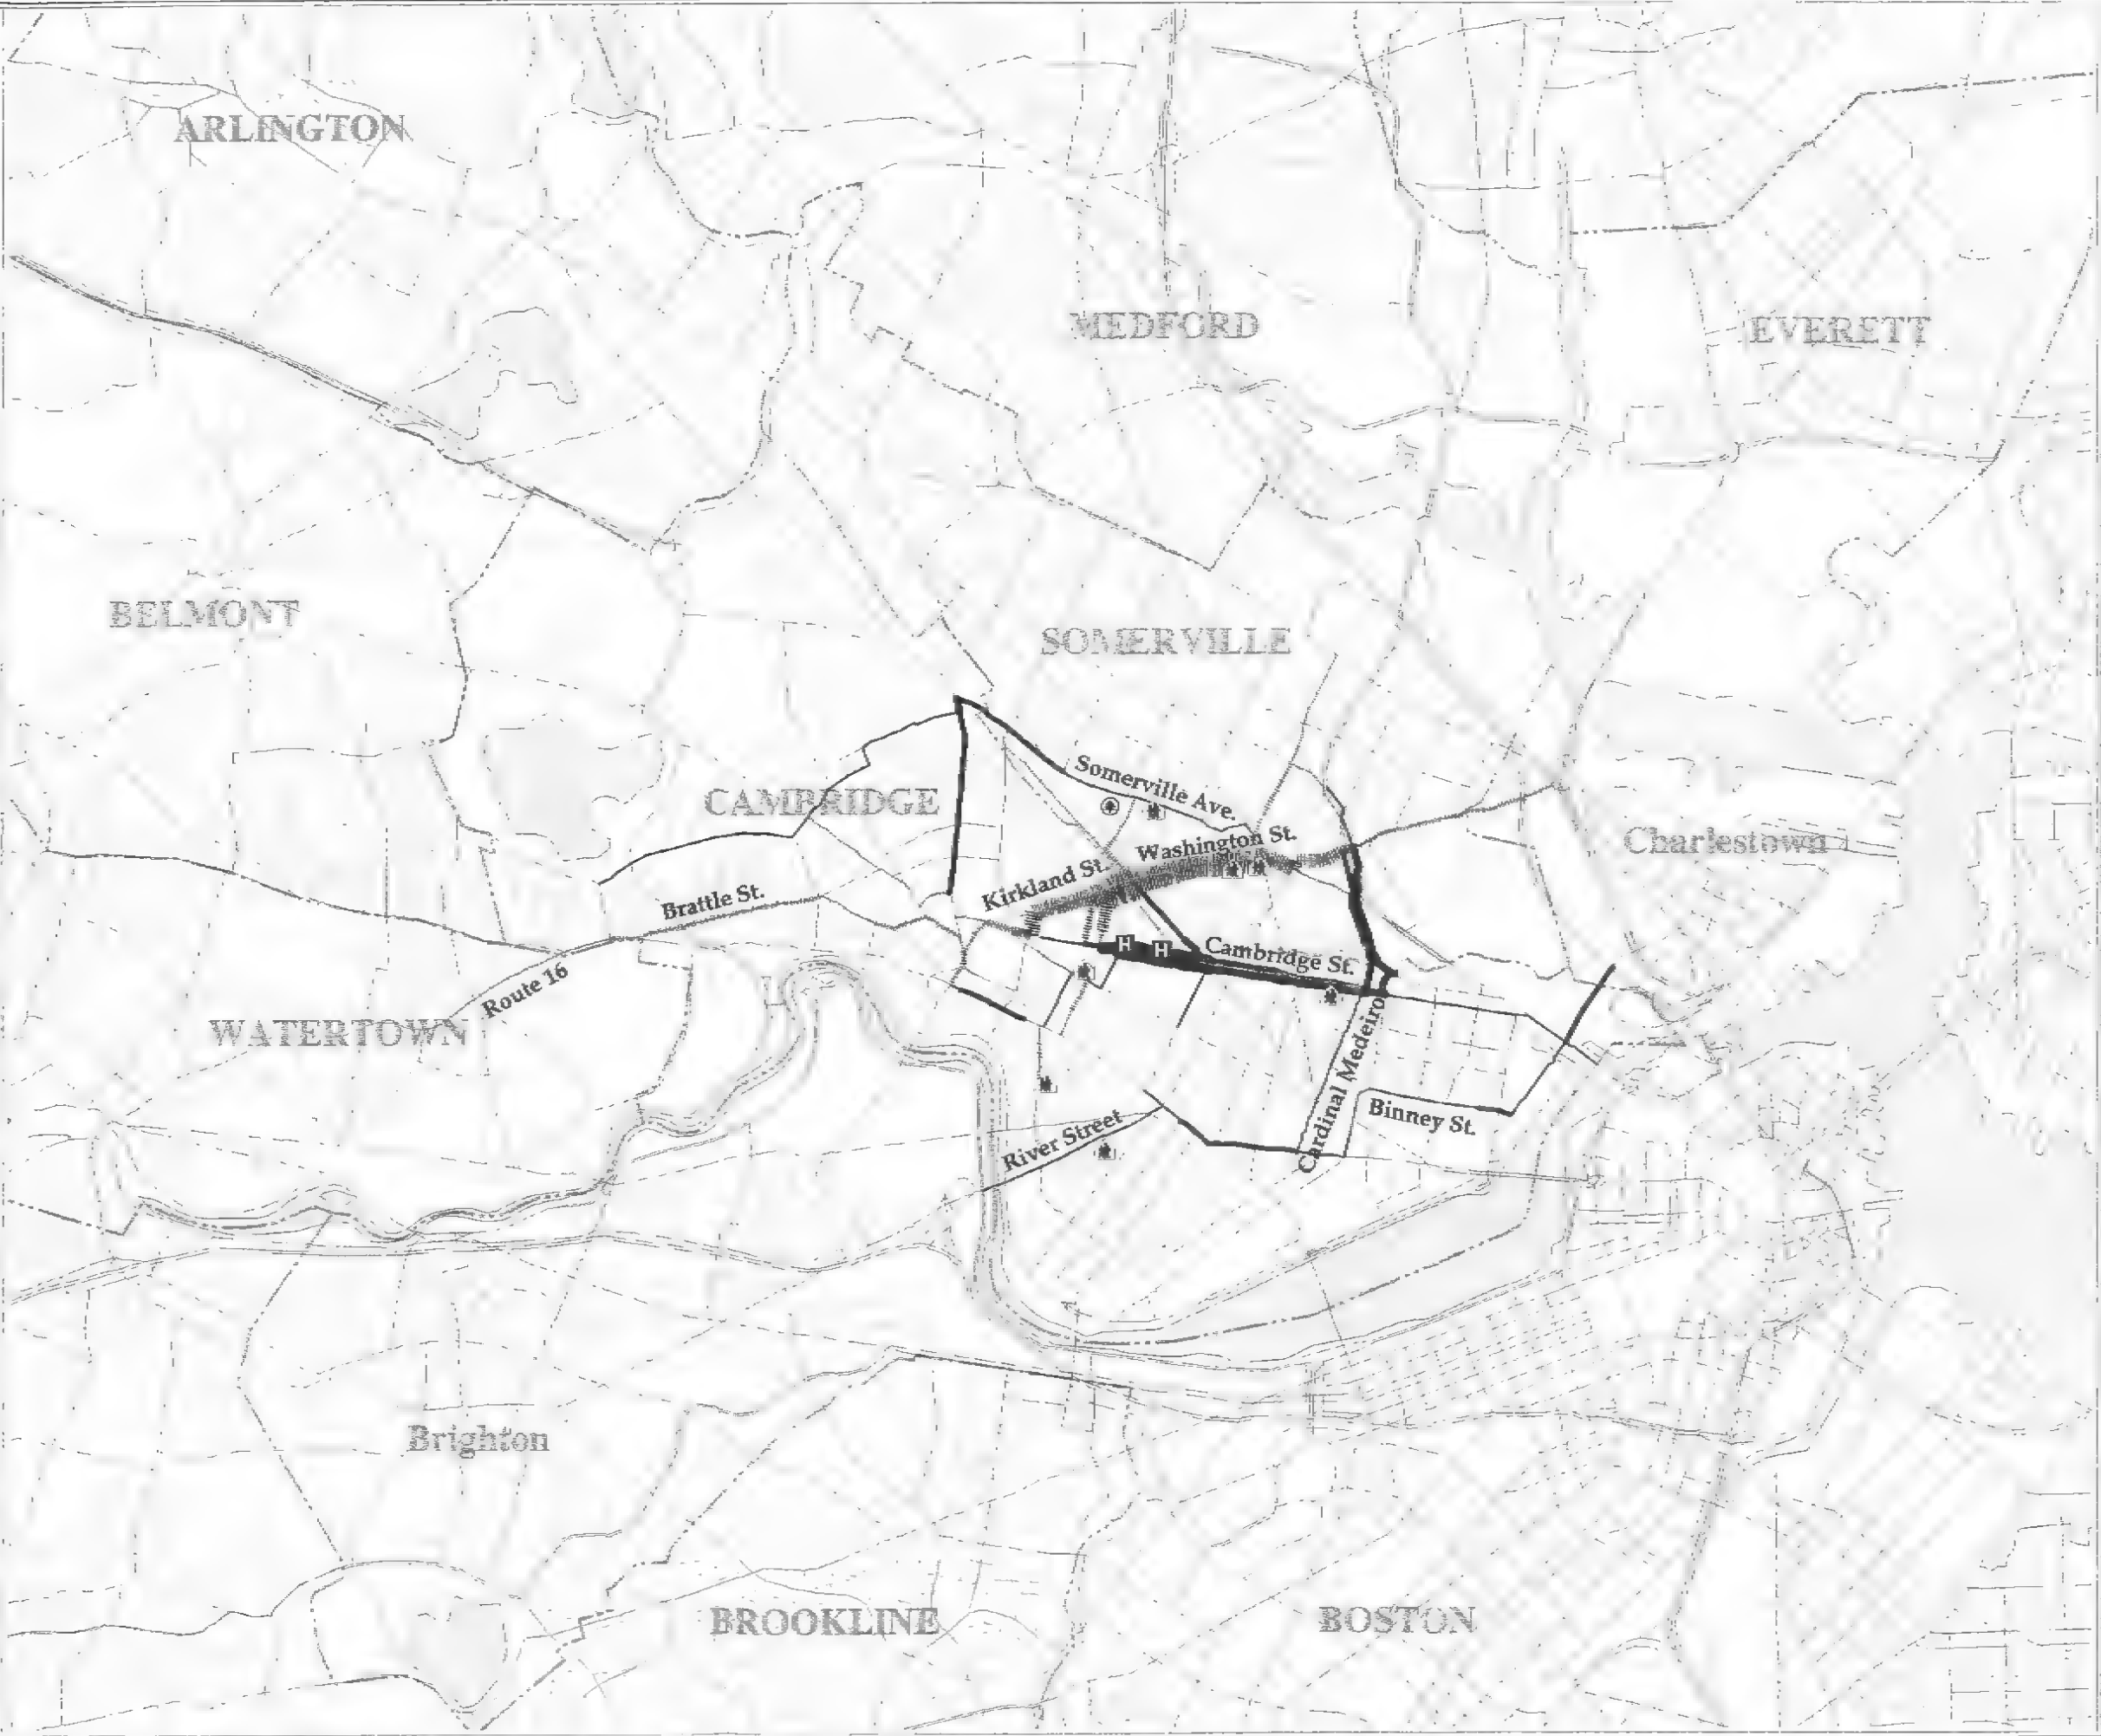 ARLINGTON
MEDFORD
EVERETT
BELMONT
SOMERVILLE
Somerville Ave.
CAMBRIDGE
Washington St.
Charlestown
Kirkland St.
Brattle St.
H
H
Cambridge St.
Route 16
WATERTOWN
Cardinal Medeiros
Binney St.
River Street
Brighton
BROOKLINE
BOSTON